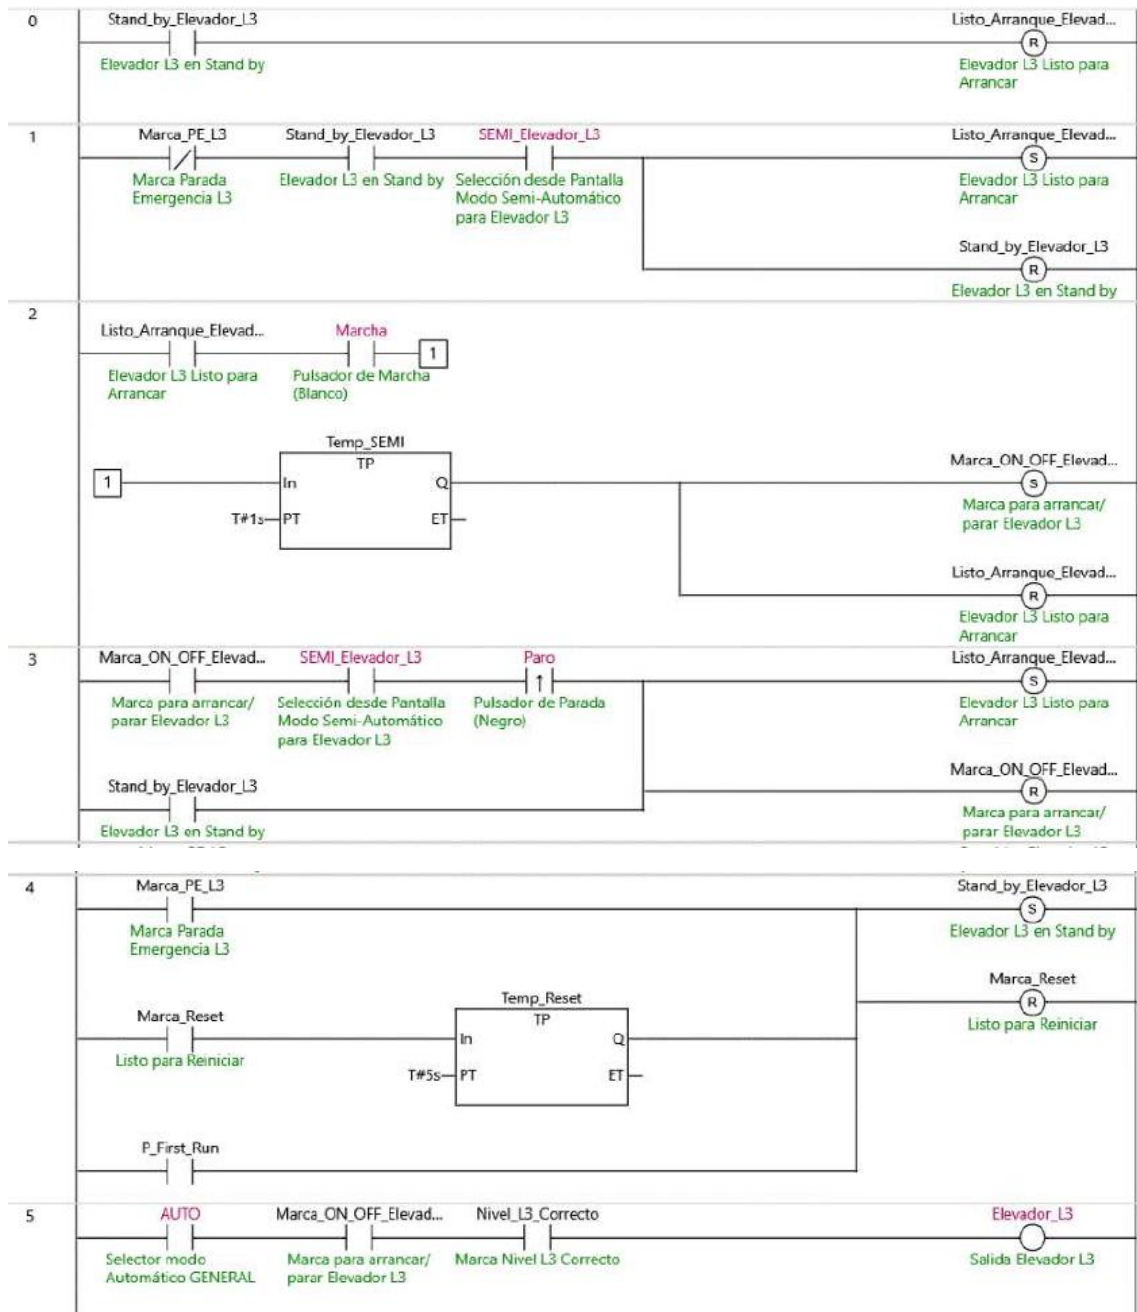 0
Stand_by_Elevador_L3
Listo_Arranque_Elevad...
R
Elevador L3 en Stand by
Elevador L3 Listo para
Arrancar
1
Marca_PE_L3
Stand_by_Elevador_L3
SEMI_Elevador_L3
Listo_Arranque_Elevad...
S
Marca Parada
Emergencia L3
Elevador L3 en Stand by
Selección desde Pantalla
Modo Semi-Automático
para Elevador L3
Elevador L3 Listo para
Arrancar
Stand_by_Elevador_L3
R
Elevador L3 en Stand by
2
Listo_Arranque_Elevad...
Marcha
1
Elevador L3 Listo para
Arrancar
Pulsador de Marcha
(Blanco)
Temp_SEMI
TP
1
In
Q
T#1s
PT
ET
Marca_ON_OFF_Elevad...
S
Marca para arrancar/
parar Elevador L3
Listo_Arranque_Elevad...
R
Elevador L3 Listo para
Arrancar
3
Marca_ON_OFF_Elevad...
SEMI_Elevador_L3
Paro
Listo_Arranque_Elevad...
S
Marca para arrancar/
parar Elevador L3
Selección desde Pantalla
Modo Semi-Automático
para Elevador L3
Pulsador de Parada
(Negro)
Elevador L3 Listo para
Arrancar
Stand_by_Elevador_L3
Elevador L3 en Stand by
Marca_ON_OFF_Elevad...
R
Marca para arrancar/
parar Elevador L3
4
Marca_PE_L3
Stand_by_Elevador_L3
S
Marca Parada
Emergencia L3
Elevador L3 en Stand by
Marca_Reset
R
Listo para Reiniciar
Marca_Reset
Listo para Reiniciar
Temp_Reset
TP
In
Q
T#5s
PT
ET
P_First_Run
5
AUTO
Marca_ON_OFF_Elevad...
Nivel_L3_Correcto
Elevador_L3
Selector modo
Automático GENERAL
Marca para arrancar/
parar Elevador L3
Marca Nivel L3 Correcto
Salida Elevador L3